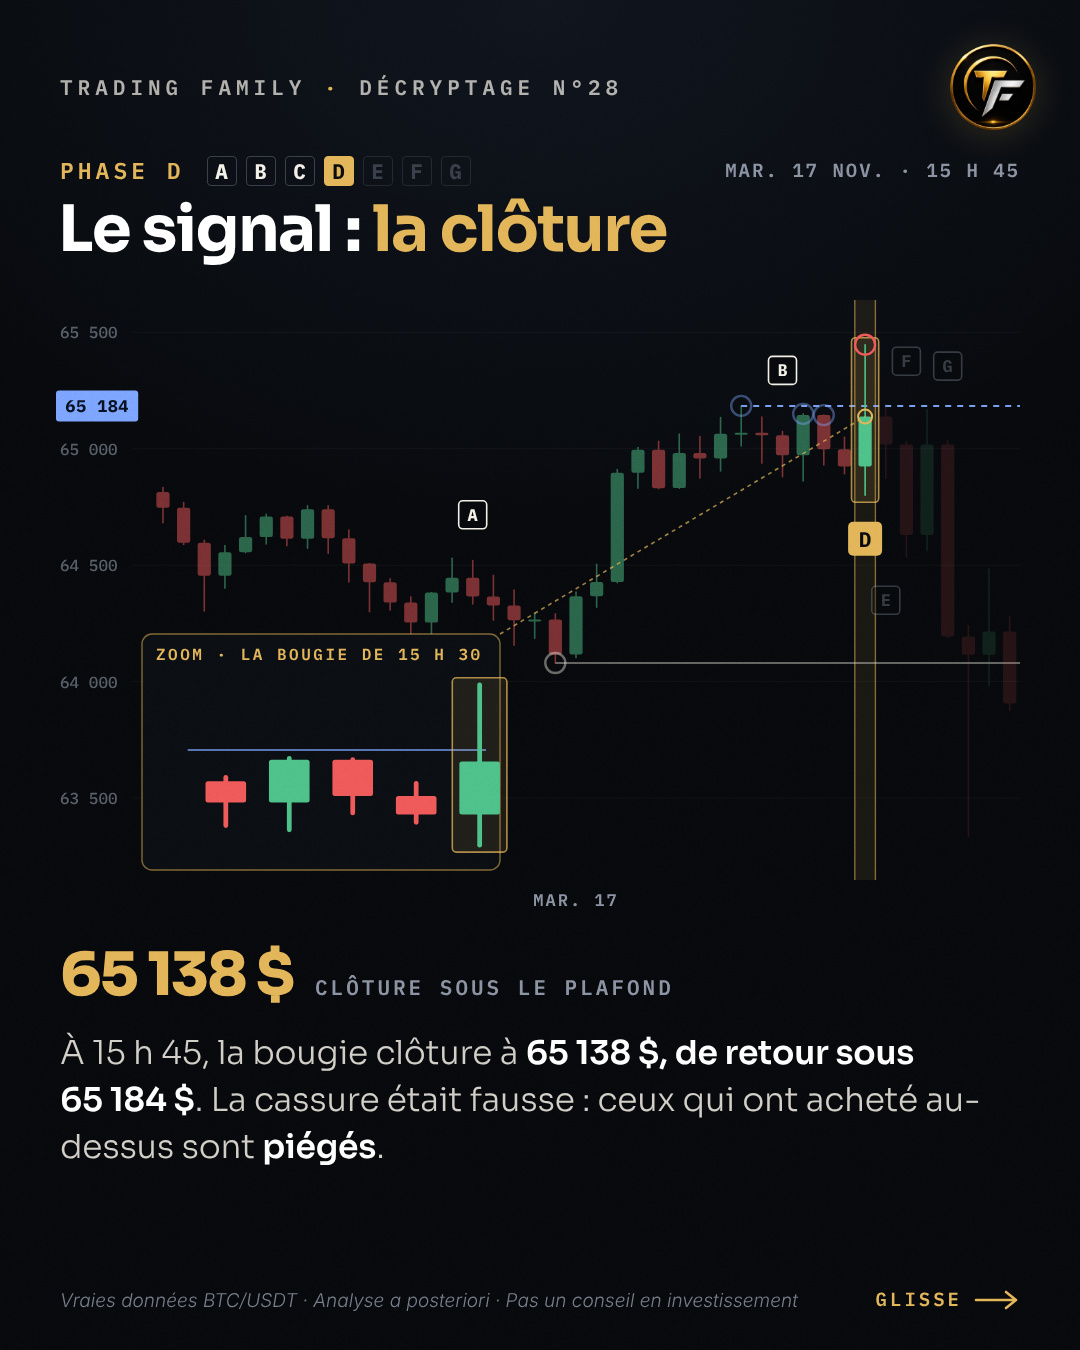 TRADING FAMILY · DÉCRYPTAGE N°28
TF
PHASE D A B C D E F G
MAR. 17 NOV. · 15 H 45
Le signal : la clôture
65 500
65 184
65 000
64 500
64 000
63 500
A
B
F
G
D
E
ZOOM · LA BOUGIE DE 15 H 30
MAR. 17
65 138 $ CLÔTURE SOUS LE PLAFOND
À 15 h 45, la bougie clôture à 65 138 $, de retour sous
65 184 $. La cassure était fausse : ceux qui ont acheté au-
dessus sont piégés.
Vraies données BTC/USDT · Analyse a posteriori · Pas un conseil en investissement
GLISSE →